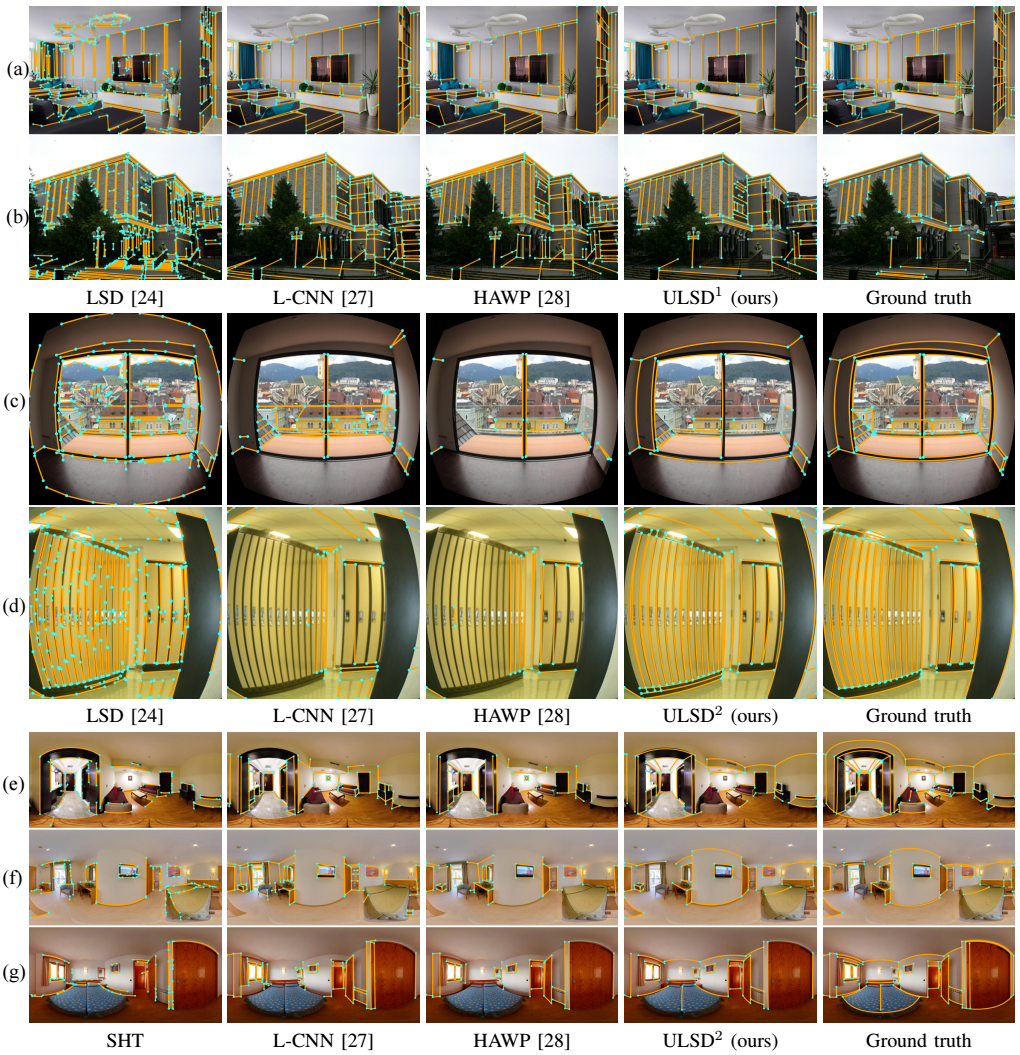 (a)
(b)
LSD [24] L-CNN [27] HAWP [28] ULSD¹ (ours) Ground truth
(c)
(d)
LSD [24] L-CNN [27] HAWP [28] ULSD² (ours) Ground truth
(e)
(f)
(g)
SHT L-CNN [27] HAWP [28] ULSD² (ours) Ground truth